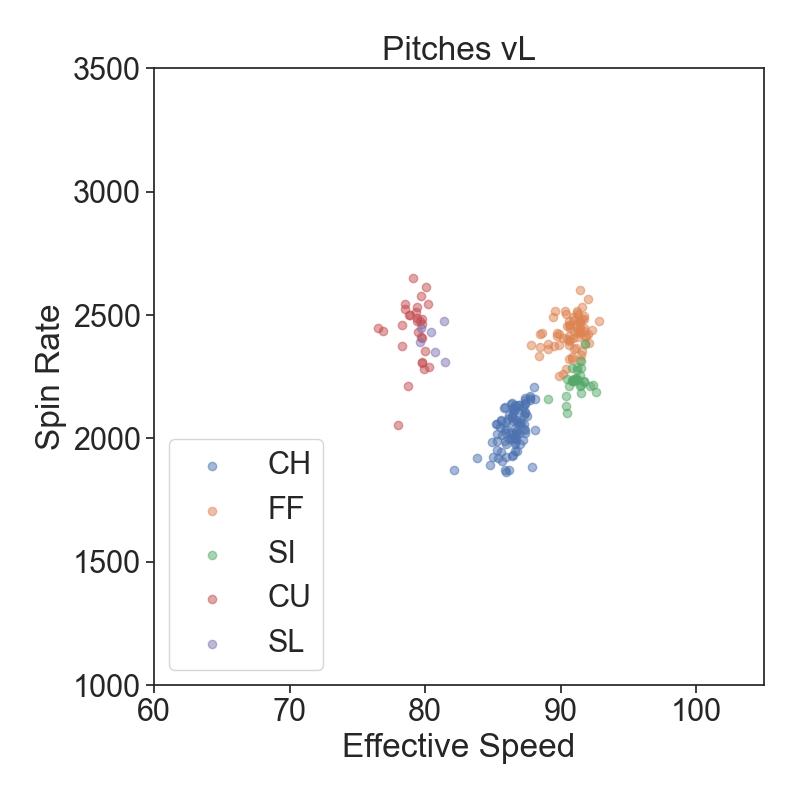 Pitches vL
3500
3000
2500
2000
1500
1000
Spin Rate
CH
FF
SI
CU
SL
60 70 80 90 100
Effective Speed